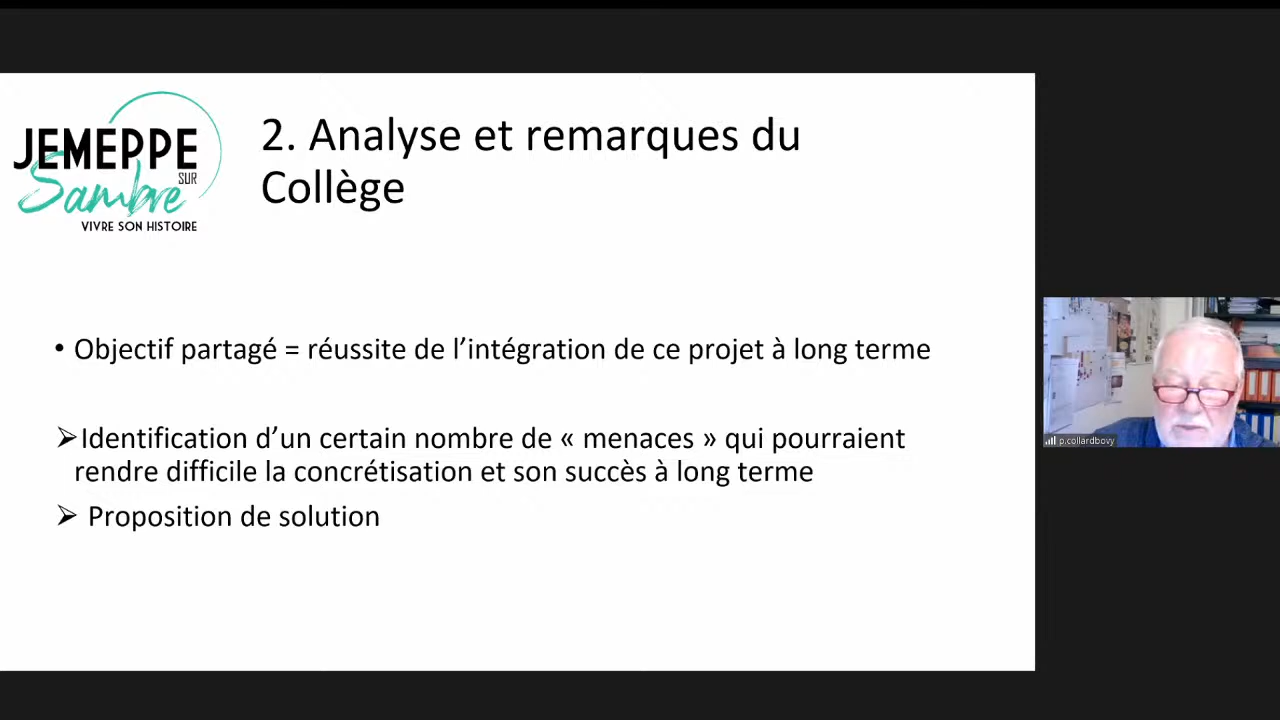 JEMEPPE
SUR
Sambre
VIVRE SON HISTOIRE
2. Analyse et remarques du
Collège
• Objectif partagé = réussite de l’intégration de ce projet à long terme
➢Identification d’un certain nombre de « menaces » qui pourraient
rendre difficile la concrétisation et son succès à long terme
➢ Proposition de solution
p.collardbovy